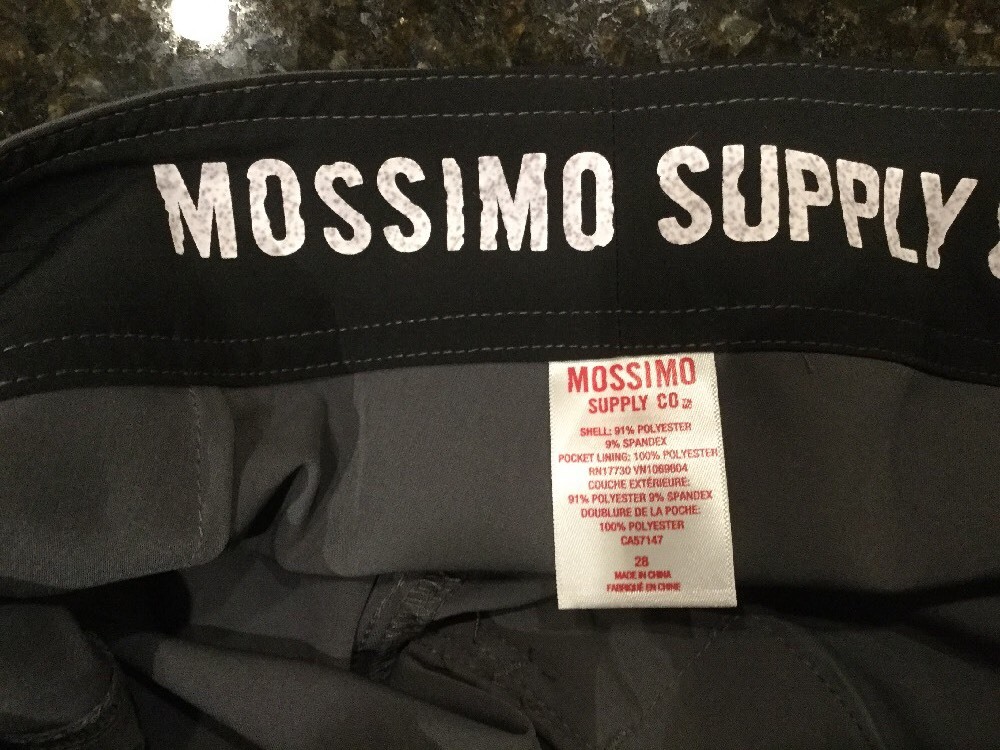 MOSSIMO SUPPLY
MOSSIMO
SUPPLY CO
SHELL: 91% POLYESTER
9% SPANDEX
POCKET LINING: 100% POLYESTER
RN17730 VN1069804
COUCHE EXTÉRIEURE:
91% POLYESTER 9% SPANDEX
DOUBLURE DE LA POCHE:
100% POLYESTER
CA57147
28
MADE IN CHINA
FABRIQUÉ EN CHINE